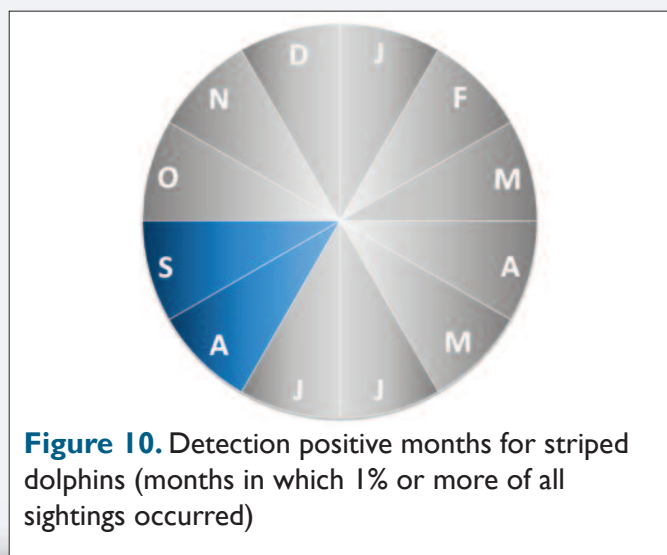 D J
N F
O M
S A
A M
J J
Figure 10. Detection positive months for striped
dolphins (months in which 1% or more of all
sightings occurred)